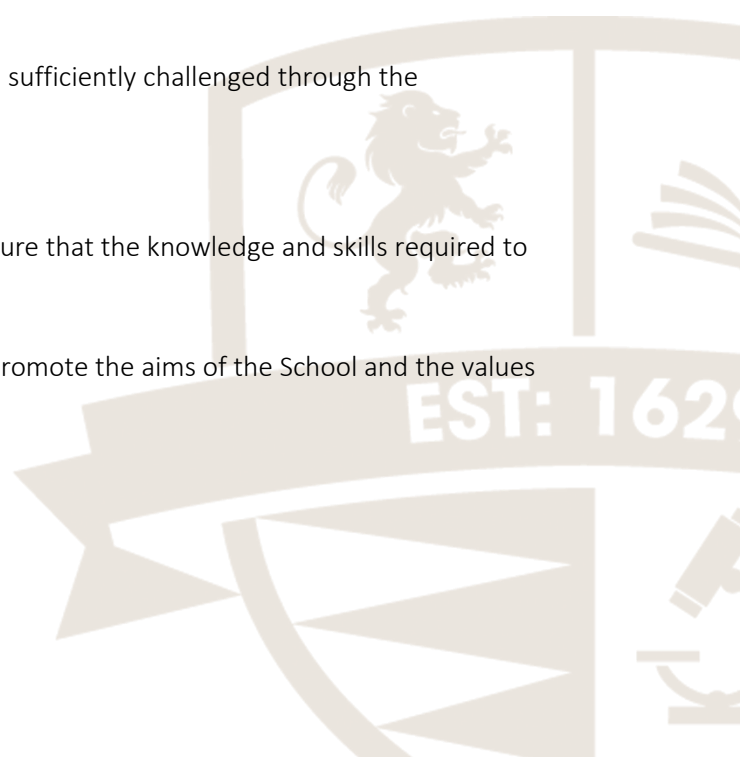 sufficiently challenged through the
ure that the knowledge and skills required to
romote the aims of the School and the values
EST: 162